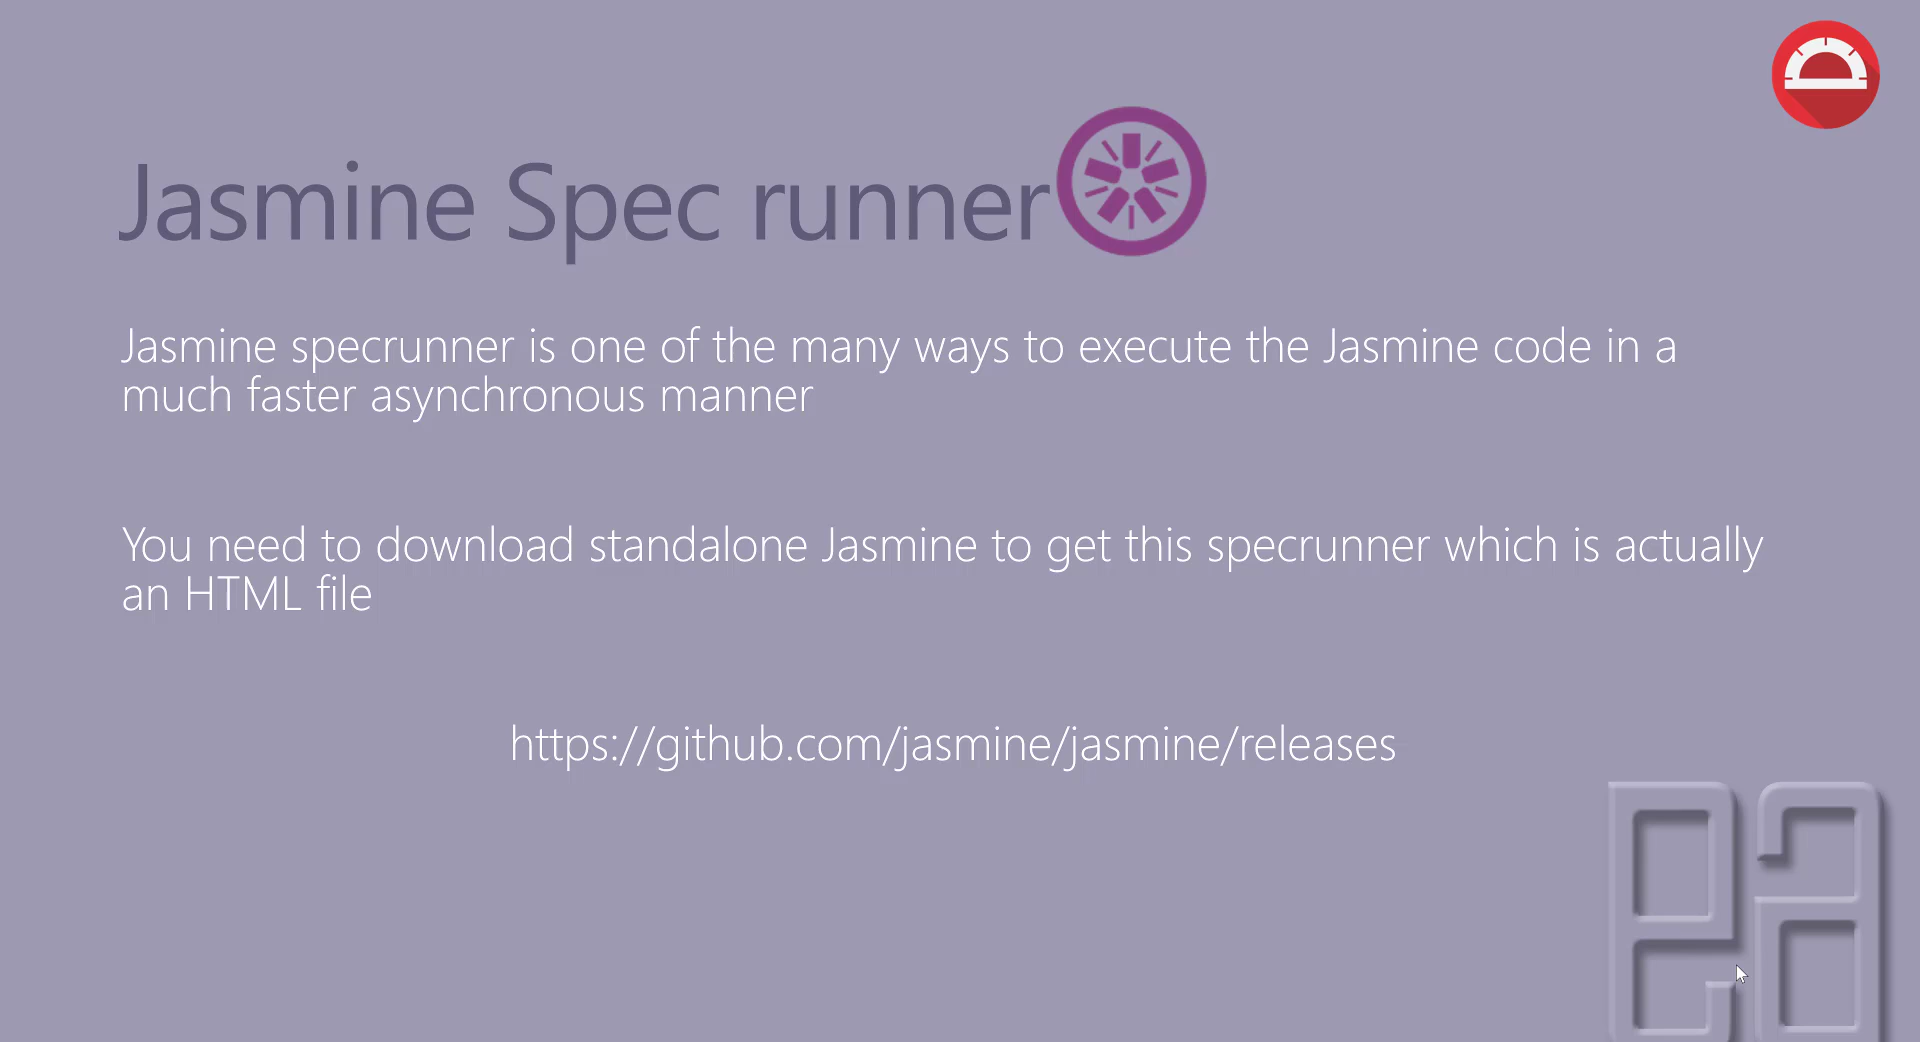 Jasmine Spec runner
Jasmine specrunner is one of the many ways to execute the Jasmine code in a
much faster asynchronous manner
You need to download standalone Jasmine to get this specrunner which is actually
an HTML file
https://github.com/jasmine/jasmine/releases